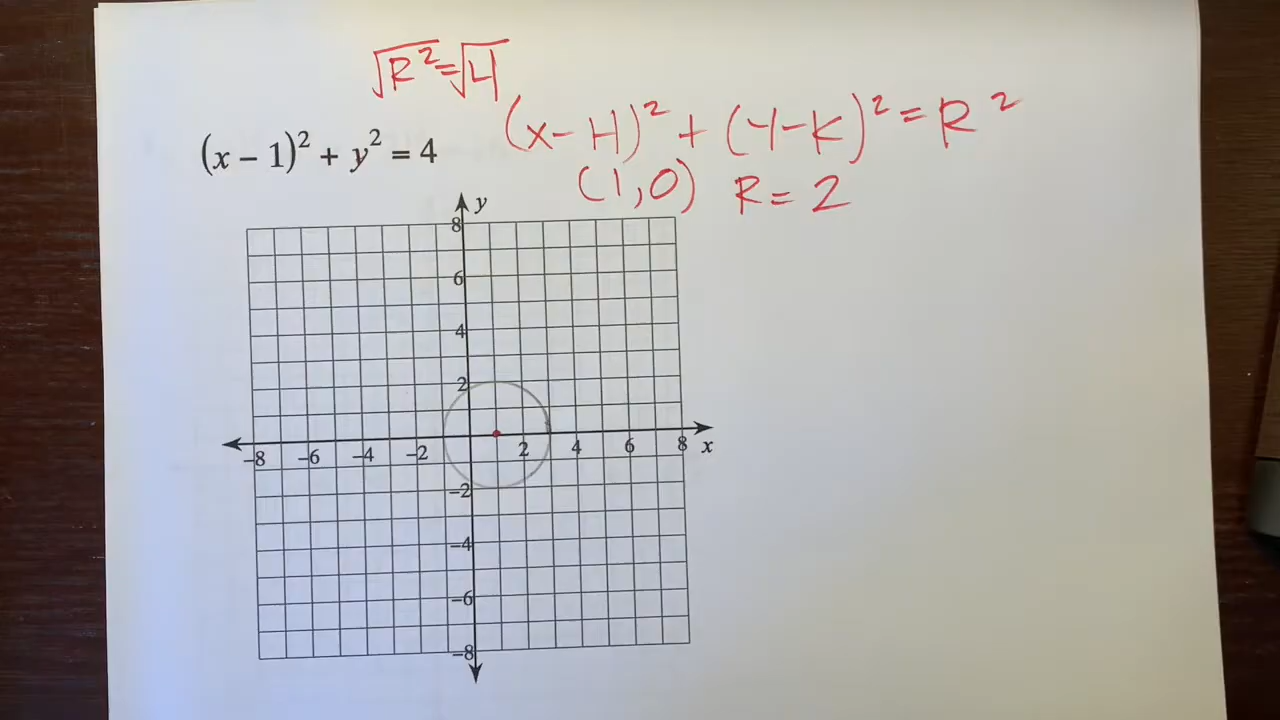 √R² = √4
(x – H)² + (Y – K)² = R²
(x – 1)² + y² = 4
(1, 0) R = 2
y
8
6
4
2
–8 –6 –4 –2 2 4 6 8 x
–2
–4
–6
–8